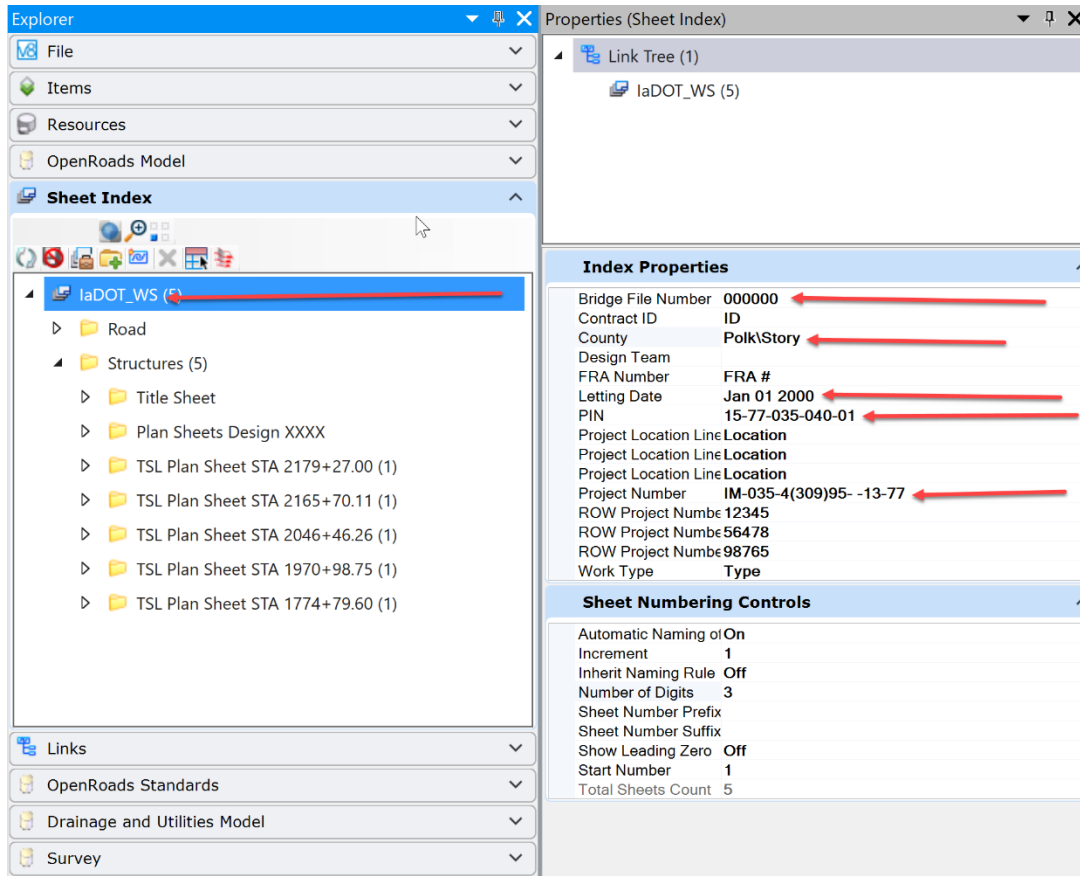 Explorer
File
Items
Resources
OpenRoads Model
Sheet Index
IaDOT_WS (5)
Road
Structures (5)
Title Sheet
Plan Sheets Design XXXX
TSL Plan Sheet STA 2179+27.00 (1)
TSL Plan Sheet STA 2165+70.11 (1)
TSL Plan Sheet STA 2046+46.26 (1)
TSL Plan Sheet STA 1970+98.75 (1)
TSL Plan Sheet STA 1774+79.60 (1)
Links
OpenRoads Standards
Drainage and Utilities Model
Survey
Properties (Sheet Index)
Link Tree (1)
IaDOT_WS (5)
Index Properties
Bridge File Number 000000
Contract ID ID
County Polk\Story
Design Team
FRA Number FRA #
Letting Date Jan 01 2000
PIN 15-77-035-040-01
Project Location Line Location
Project Location Line Location
Project Location Line Location
Project Number IM-035-4(309)95- -13-77
ROW Project Numbe 12345
ROW Project Numbe 56478
ROW Project Numbe 98765
Work Type Type
Sheet Numbering Controls
Automatic Naming of On
Increment 1
Inherit Naming Rule Off
Number of Digits 3
Sheet Number Prefix
Sheet Number Suffix
Show Leading Zero Off
Start Number 1
Total Sheets Count 5